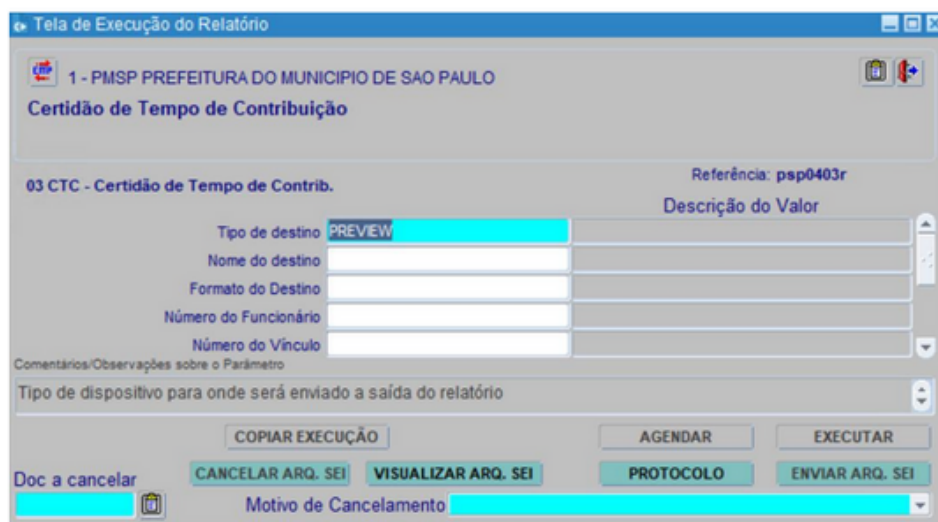 Tela de Execução do Relatório
1 - PMSP PREFEITURA DO MUNICIPIO DE SAO PAULO
Certidão de Tempo de Contribuição
03 CTC - Certidão de Tempo de Contrib.
Referência: psp0403r
Descrição do Valor
Tipo de destino PREVIEW
Nome do destino
Formato do Destino
Número do Funcionário
Número do Vínculo
Comentários/Observações sobre o Parâmetro
Tipo de dispositivo para onde será enviado a saída do relatório
COPIAR EXECUÇÃO AGENDAR EXECUTAR
Doc a cancelar CANCELAR ARQ. SEI VISUALIZAR ARQ. SEI PROTOCOLO ENVIAR ARQ. SEI
Motivo de Cancelamento